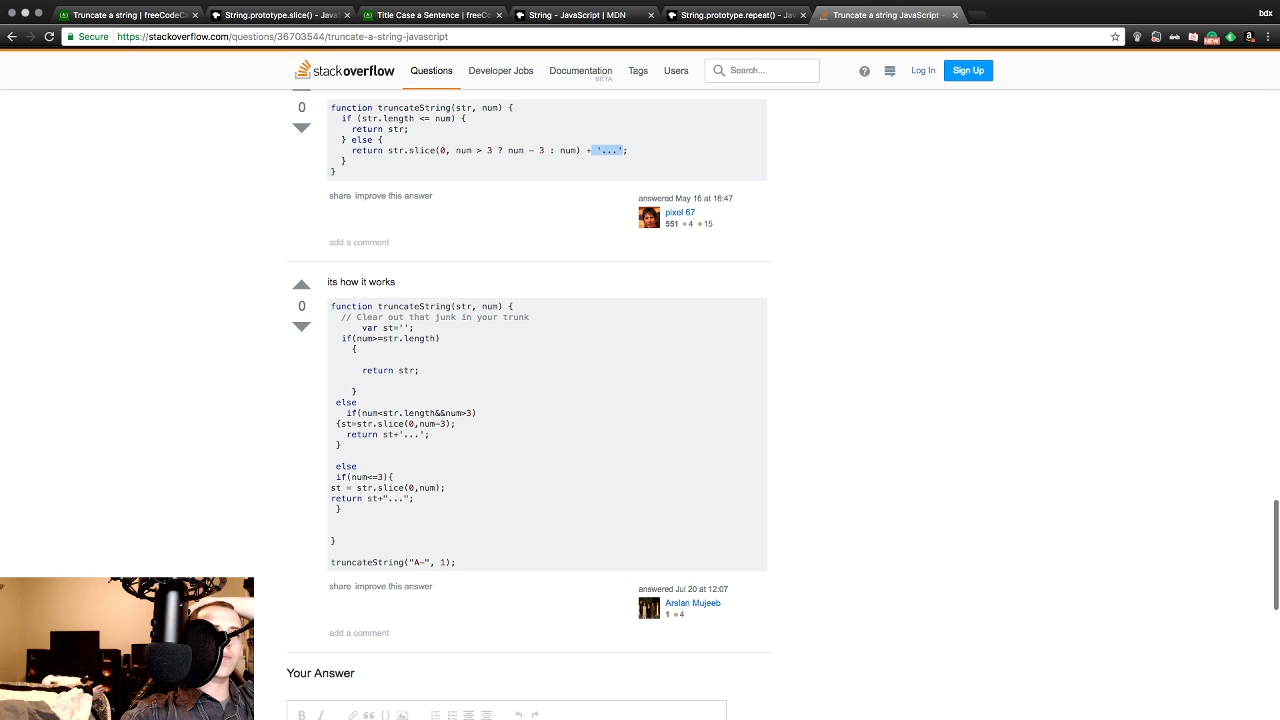 Truncate a string | freeCodeC
String.prototype.slice() - Java
Title Case a Sentence | freeC
String - JavaScript | MDN
String.prototype.repeat() - Jav
Truncate a string JavaScript -
bdx
Secure
https://stackoverflow.com/questions/36703544/truncate-a-string-javascript
NEW
stackoverflow
Questions
Developer Jobs
Documentation
BETA
Tags
Users
Search...
Log In
Sign Up
0
function truncateString(str, num) {
if (str.length <= num) {
return str;
} else {
return str.slice(0, num > 3 ? num - 3 : num) + '...';
}
}
share improve this answer
answered May 16 at 16:47
pixel 67
551 4 15
add a comment
its how it works
0
function truncateString(str, num) {
// Clear out that junk in your trunk
var st='';
if(num>=str.length)
{
return str;
}
else
if(num<str.length&&num>3)
{st=str.slice(0,num-3);
return st+'...';
}
else
if(num<=3){
st = str.slice(0,num);
return st+"...";
}
}
truncateString("A-", 1);
share improve this answer
answered Jul 20 at 12:07
Arslan Mujeeb
1 4
add a comment
Your Answer
B I